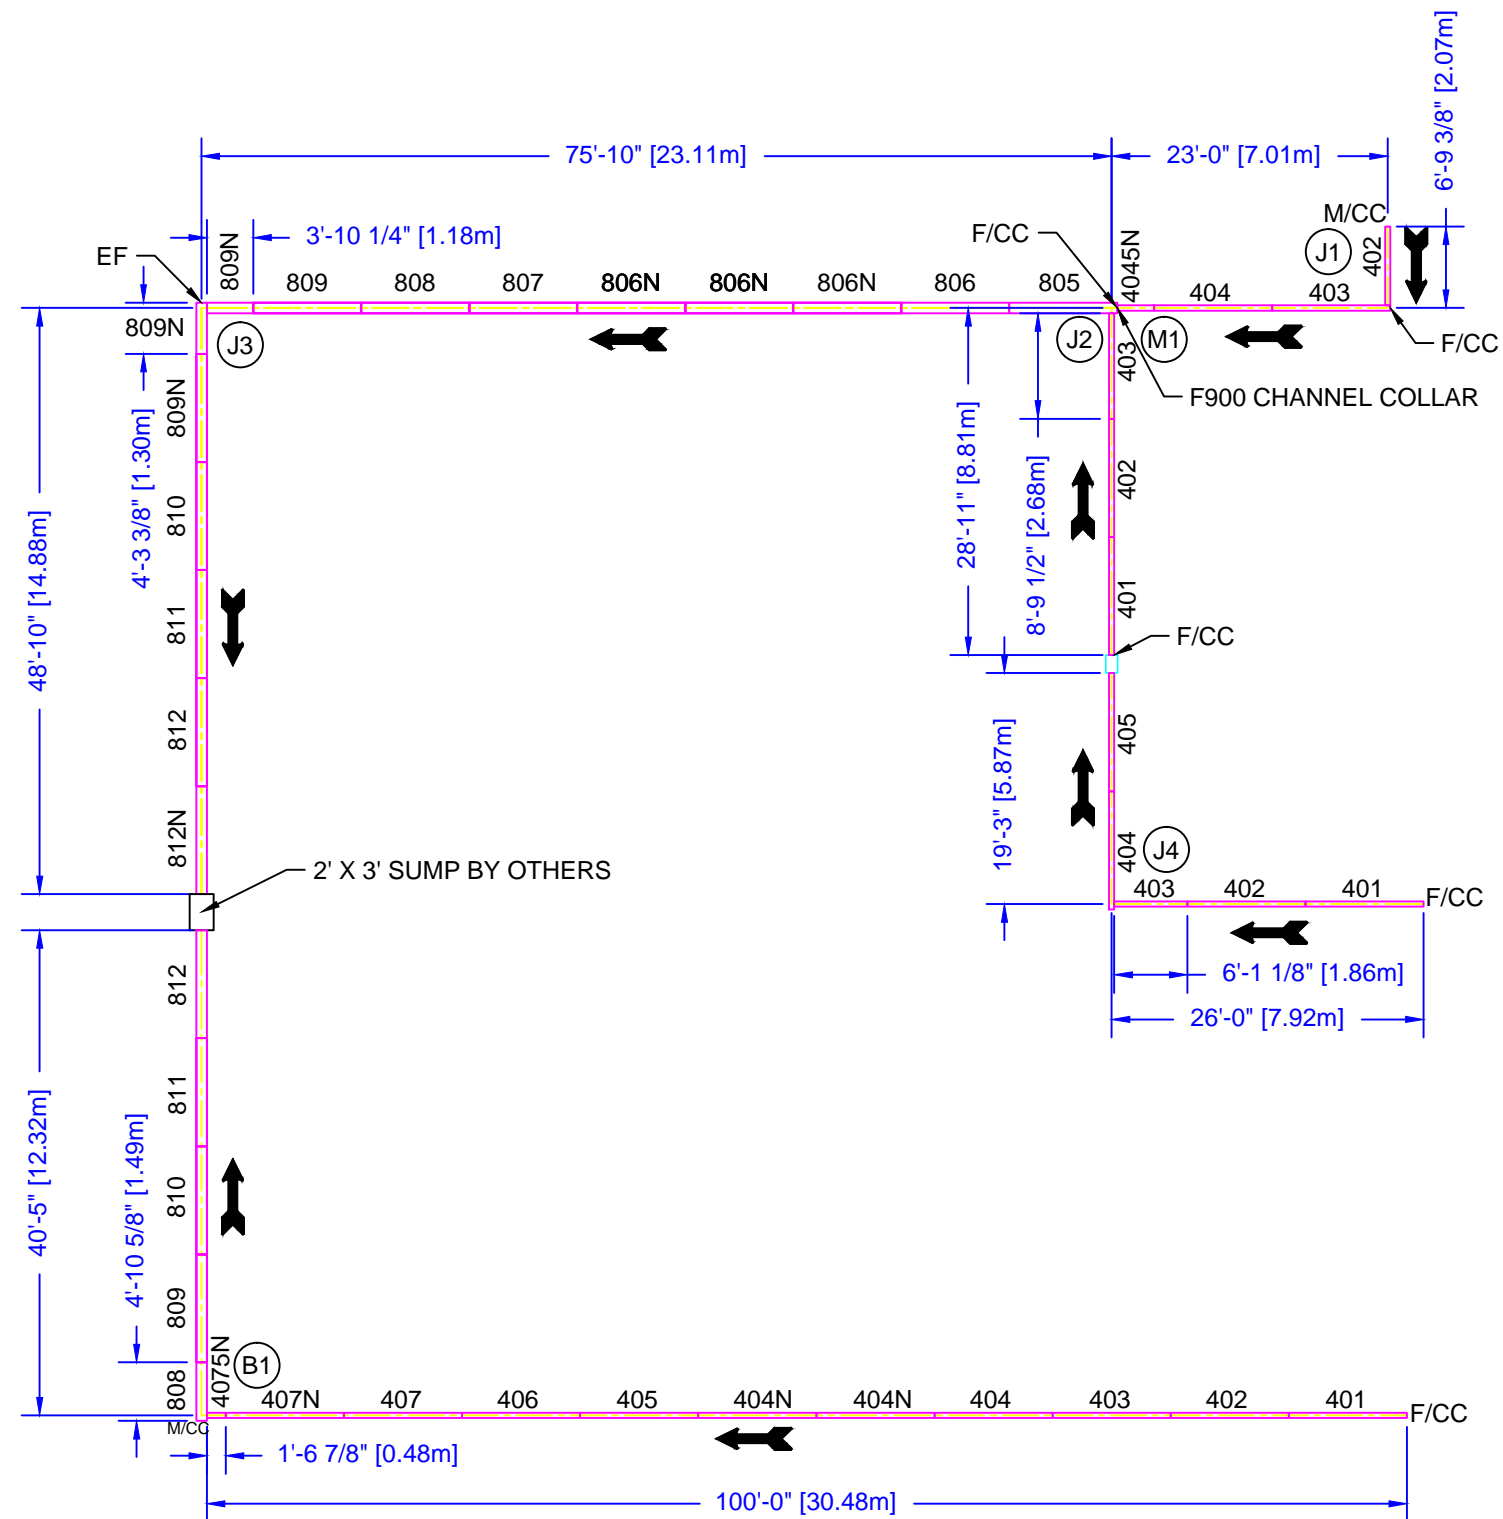 6'-9 3/8" [2.07m]
75'-10" [23.11m]
23'-0" [7.01m]
M/CC
EF
809N
3'-10 1/4" [1.18m]
F/CC
4045N
J1
402
809
808
807
806N
806N
806N
806
805
404
403
809N
J3
J2
403
M1
F/CC
F900 CHANNEL COLLAR
809N
4'-3 3/8" [1.30m]
810
28'-11" [8.81m]
8'-9 1/2" [2.68m]
402
48'-10" [14.88m]
811
401
F/CC
812
405
812N
19'-3" [5.87m]
2' X 3' SUMP BY OTHERS
404
J4
403
402
401
F/CC
812
6'-1 1/8" [1.86m]
26'-0" [7.92m]
811
40'-5" [12.32m]
4'-10 5/8" [1.49m]
810
809
808
4075N
B1
407N
407
406
405
404N
404N
404
403
402
401
F/CC
M/CC
1'-6 7/8" [0.48m]
100'-0" [30.48m]